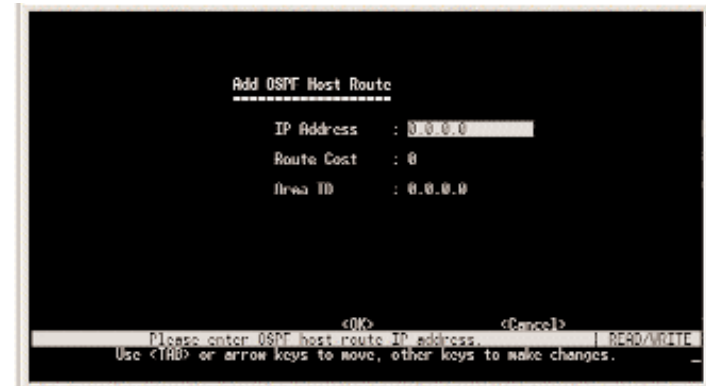 Add OSPF Host Route
IP Address : 0.0.0.0
Route Cost : 0
Area ID : 0.0.0.0
<OK> <Cancel>
Please enter OSPF host route IP address. | READ/WRITE
Use <TAB> or arrow keys to move, other keys to make changes.